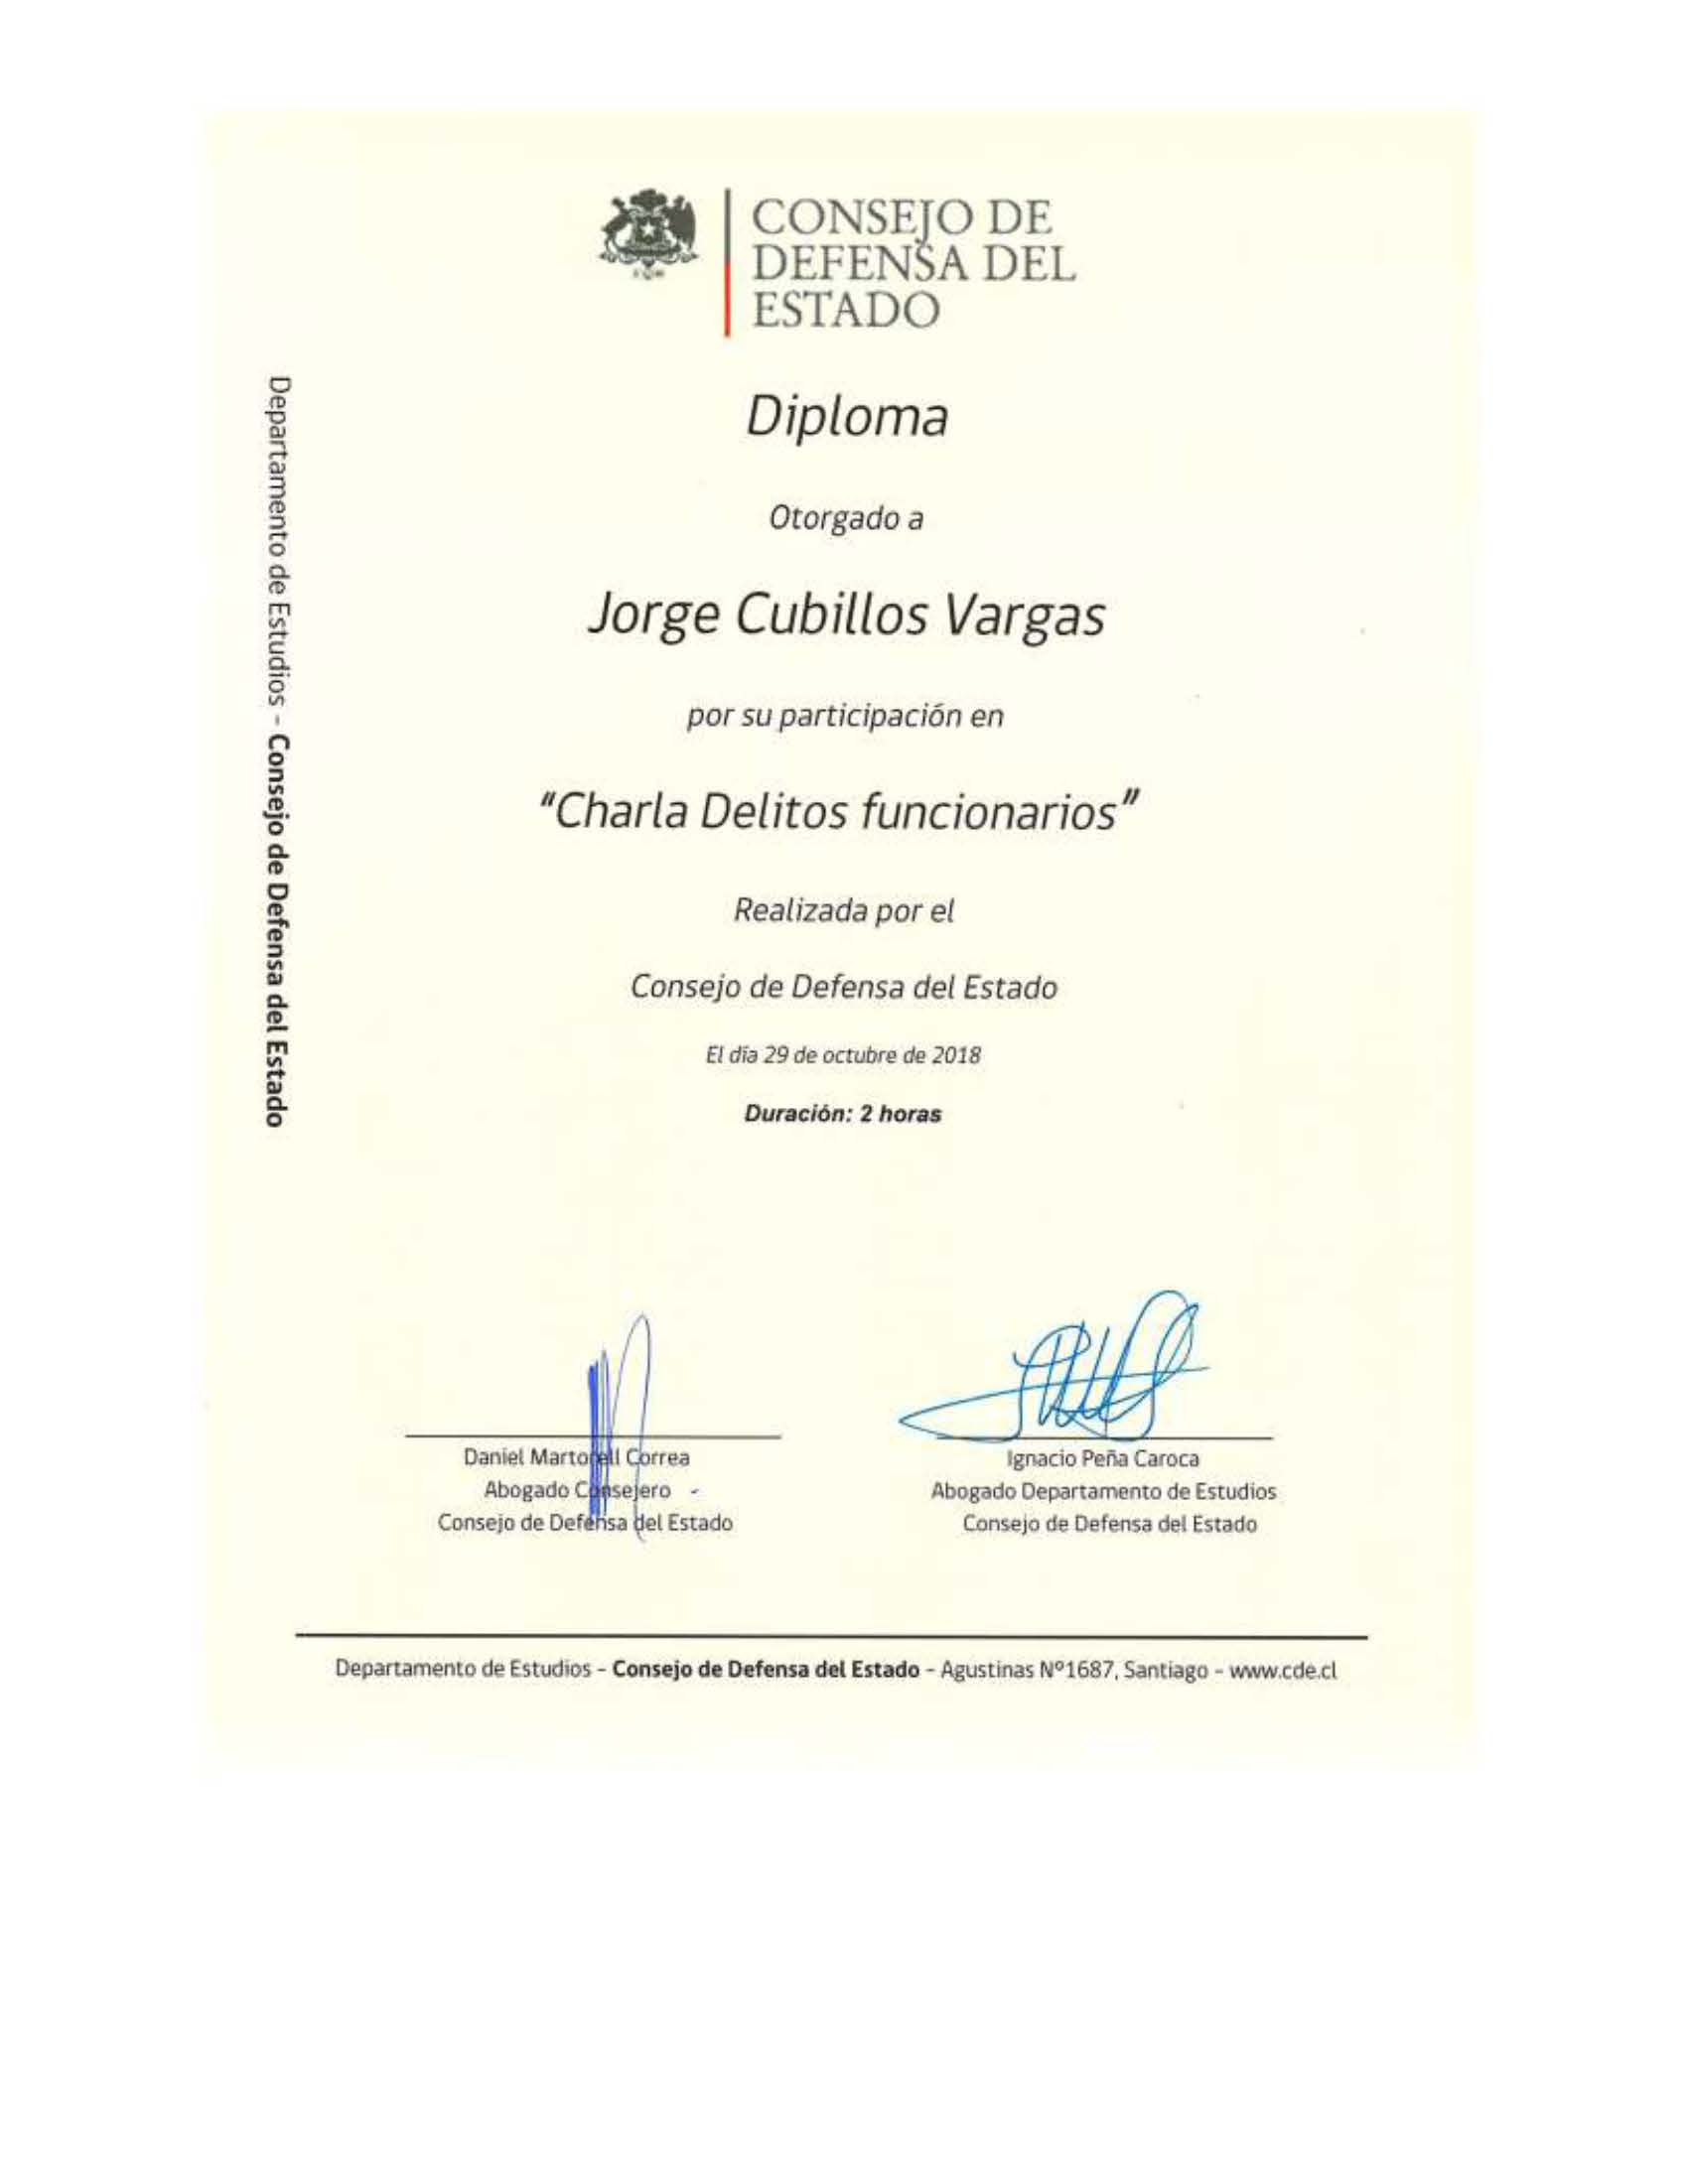 CONSEJO DE
DEFENSA DEL
ESTADO
Diploma
Otorgado a
Jorge Cubillos Vargas
por su participación en
"Charla Delitos funcionarios"
Realizada por el
Consejo de Defensa del Estado
El día 29 de octubre de 2018
Duración: 2 horas
Departamento de Estudios – Consejo de Defensa del Estado
Daniel Martorell Correa
Abogado Consejero
Consejo de Defensa del Estado
Ignacio Peña Caroca
Abogado Departamento de Estudios
Consejo de Defensa del Estado
Departamento de Estudios – Consejo de Defensa del Estado – Agustinas Nº1687, Santiago – www.cde.cl